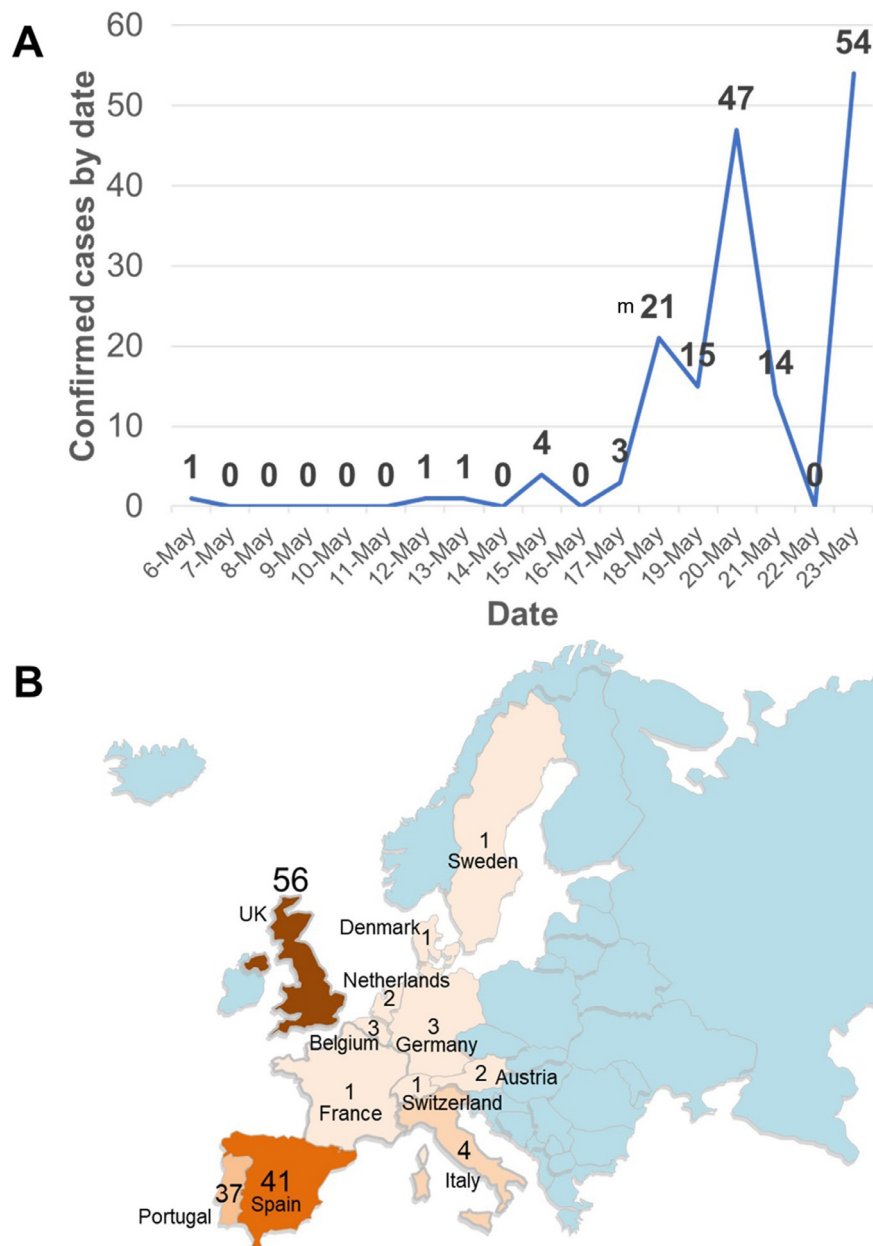 A
Confirmed cases by date
60
50
40
30
20
10
0
1
0
0
0
0
0
1
1
0
4
0
3
m 21
15
47
14
0
54
6-May
7-May
8-May
9-May
10-May
11-May
12-May
13-May
14-May
15-May
16-May
17-May
18-May
19-May
20-May
21-May
22-May
23-May
Date
B
1
Sweden
56
UK
Denmark
1
Netherlands
2
3
Belgium
3
Germany
2 Austria
1
Switzerland
1
France
4
Italy
37
Portugal
41
Spain